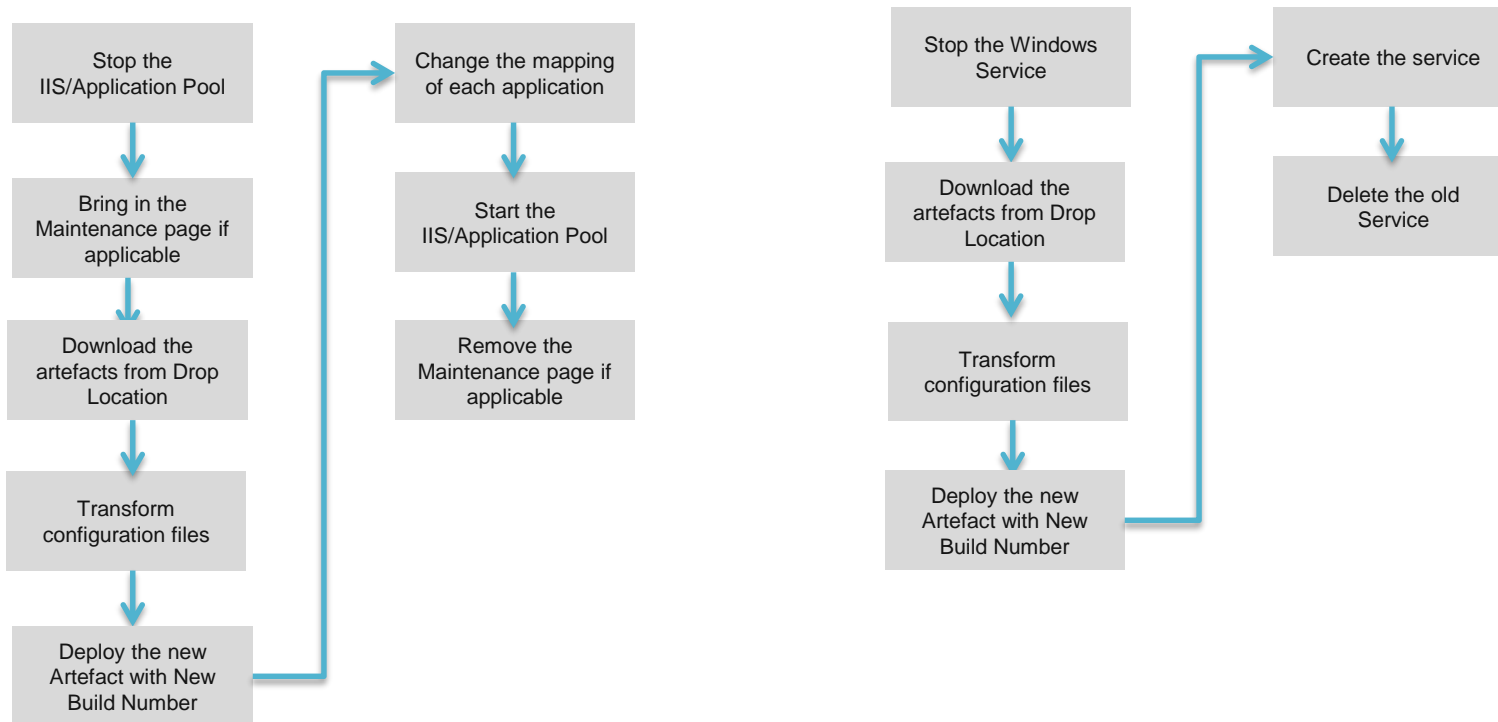 Stop the
IIS/Application Pool
Bring in the
Maintenance page if
applicable
Download the
artefacts from Drop
Location
Transform
configuration files
Deploy the new
Artefact with New
Build Number
Change the mapping
of each application
Start the
IIS/Application Pool
Remove the
Maintenance page if
applicable
Stop the Windows
Service
Download the
artefacts from Drop
Location
Transform
configuration files
Deploy the new
Artefact with New
Build Number
Create the service
Delete the old
Service